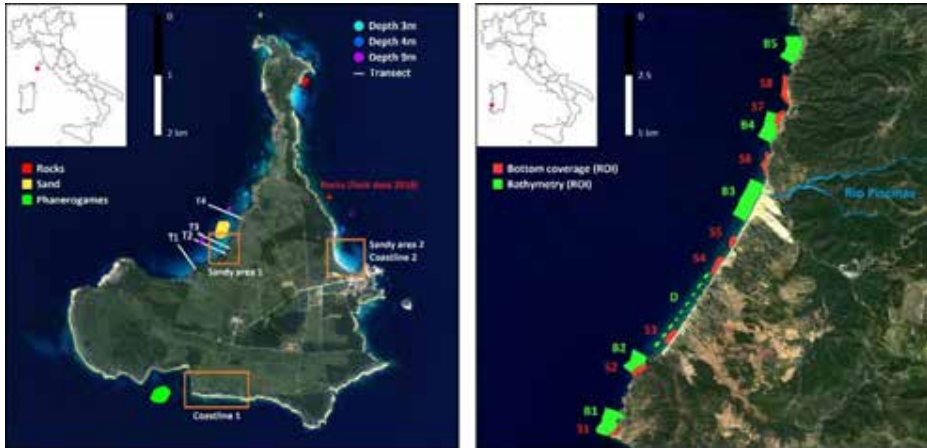 0
1
2 km
Depth 3m
Depth 4m
Depth 9m
Transect
Rocks
Sand
Phanerogames
Rocks (field data 2018)
T4
T3
T2
T1
Sandy area 1
Sandy area 2
Coastline 2
Coastline 1
0
2.5
5 km
Bottom coverage (ROI)
Bathymetry (ROI)
B5
S8
S7
B4
S6
B3
Rio Piscinas
S5
S4
D
S3
B2
S2
B1
S1